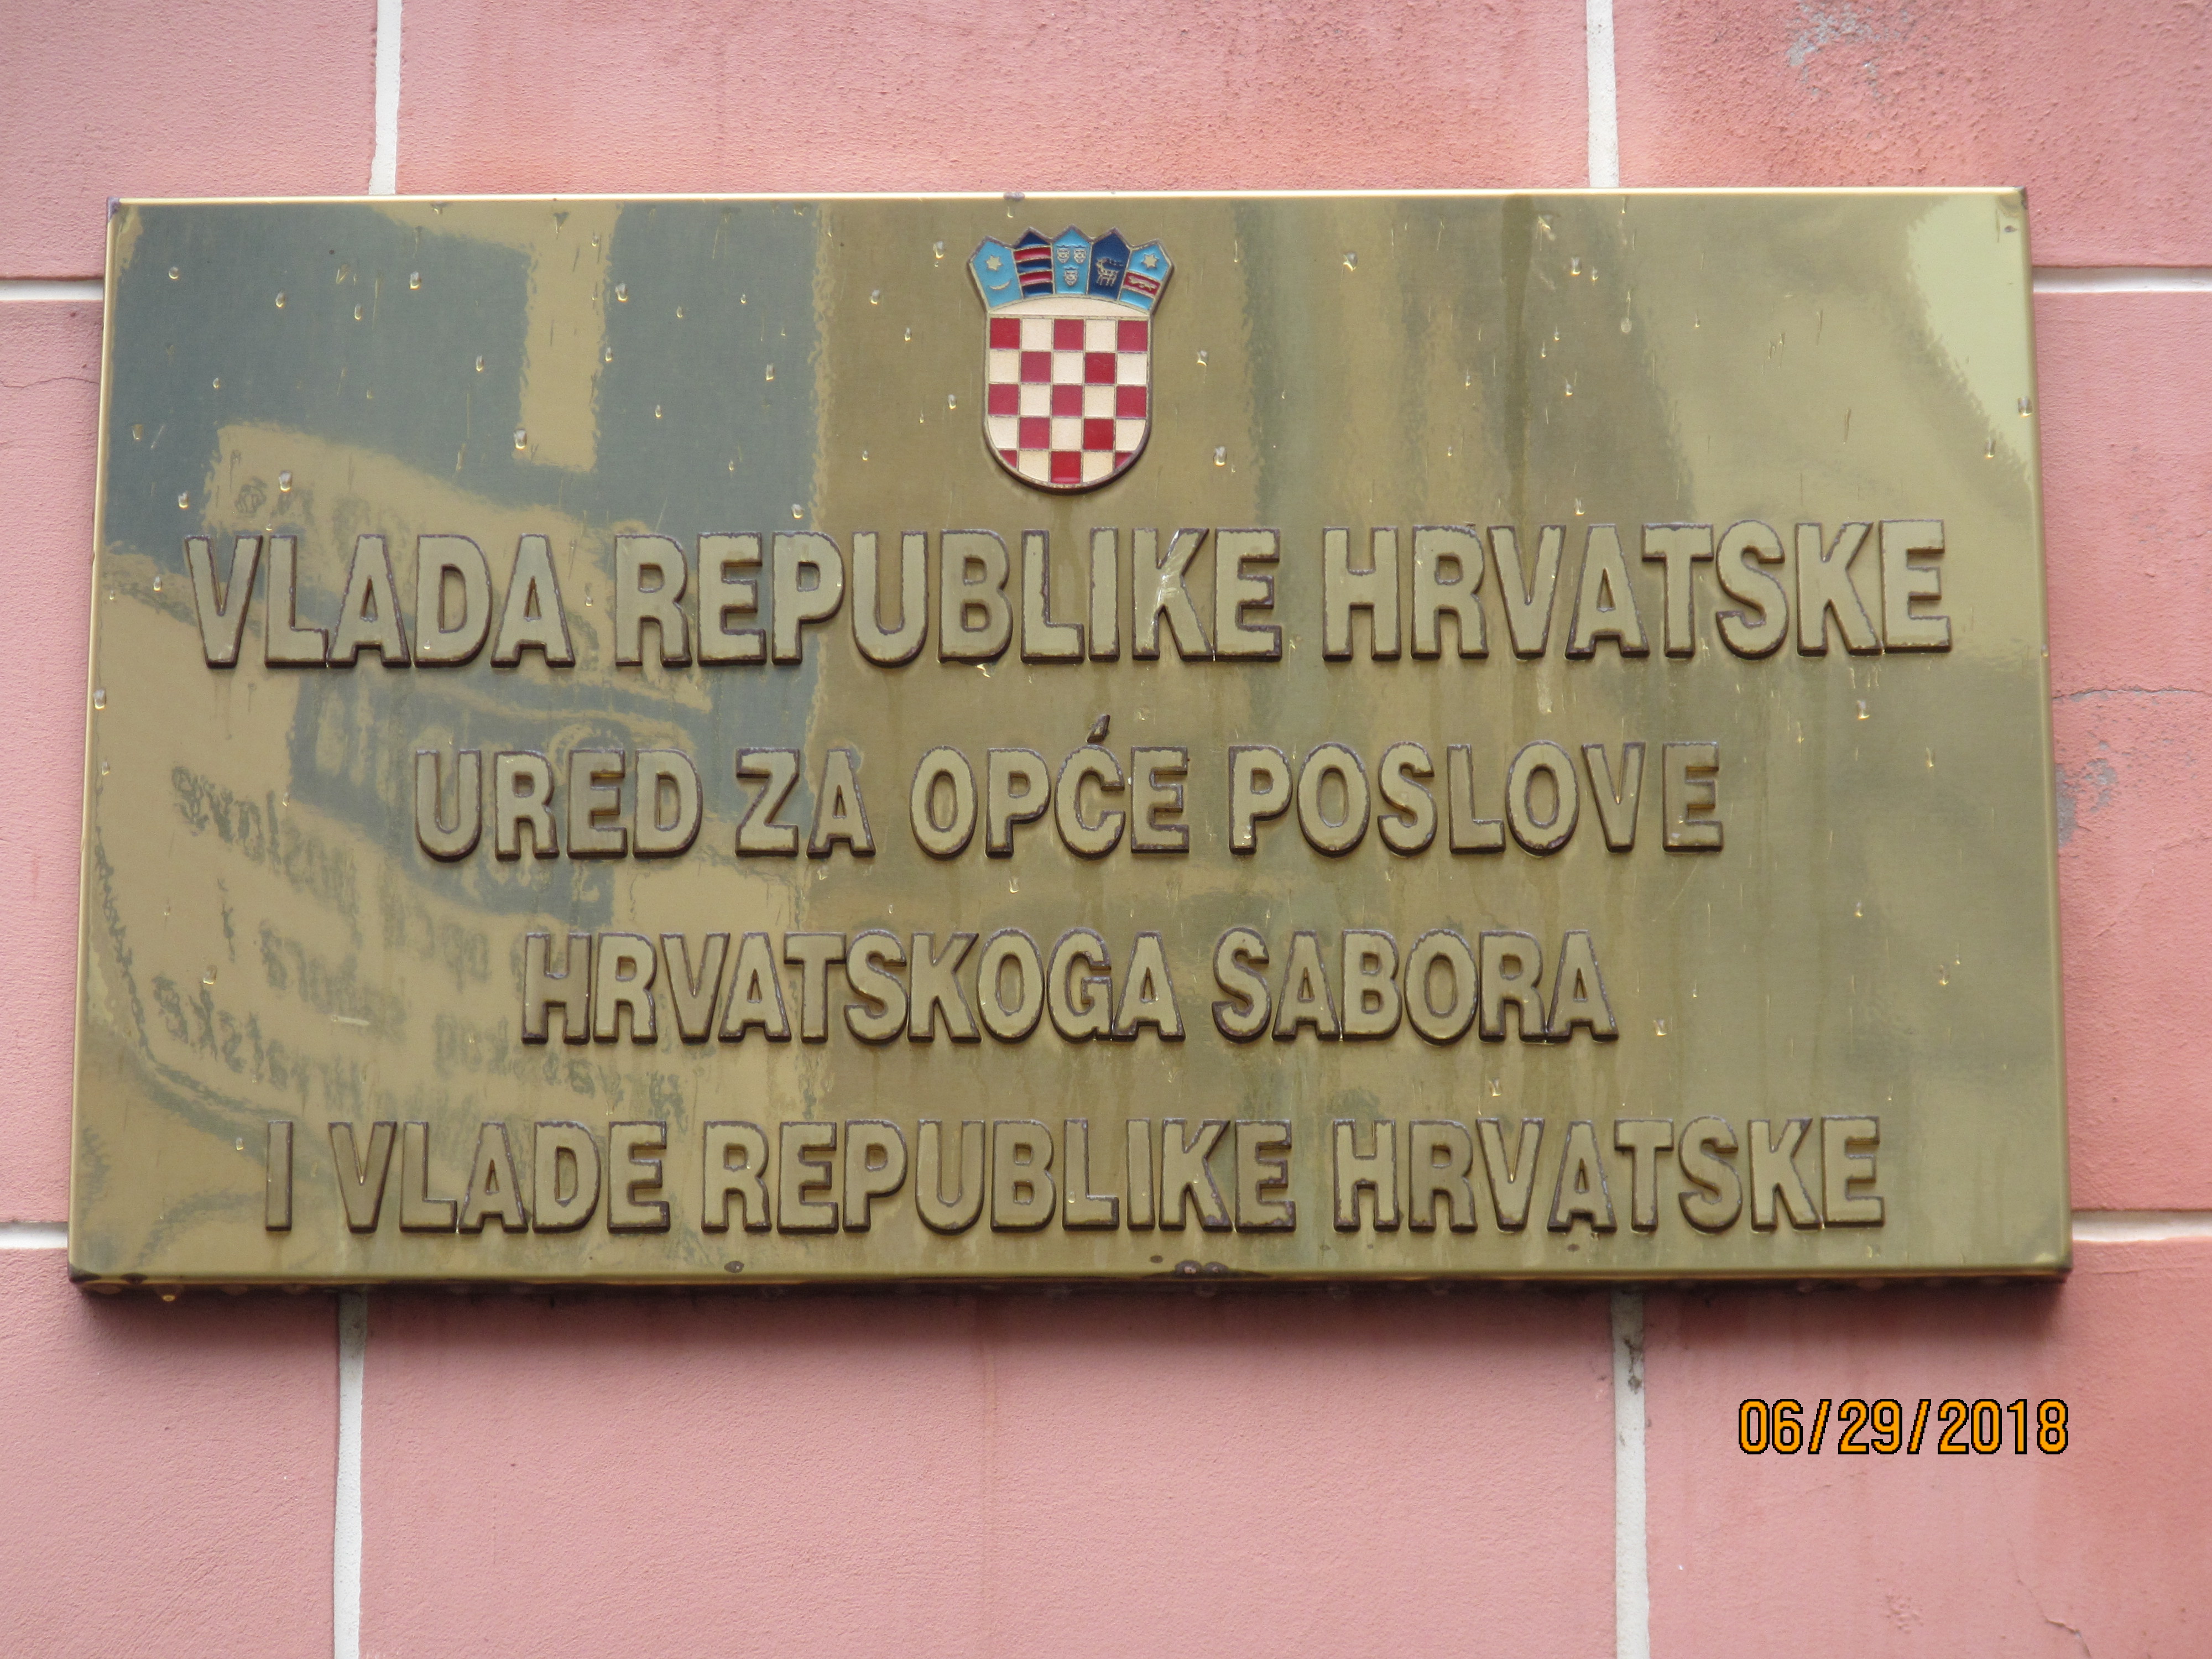 VLADA REPUBLIKE HRVATSKE
URED ZA OPĆE POSLOVE
HRVATSKOGA SABORA
I VLADE REPUBLIKE HRVATSKE
06/29/2018